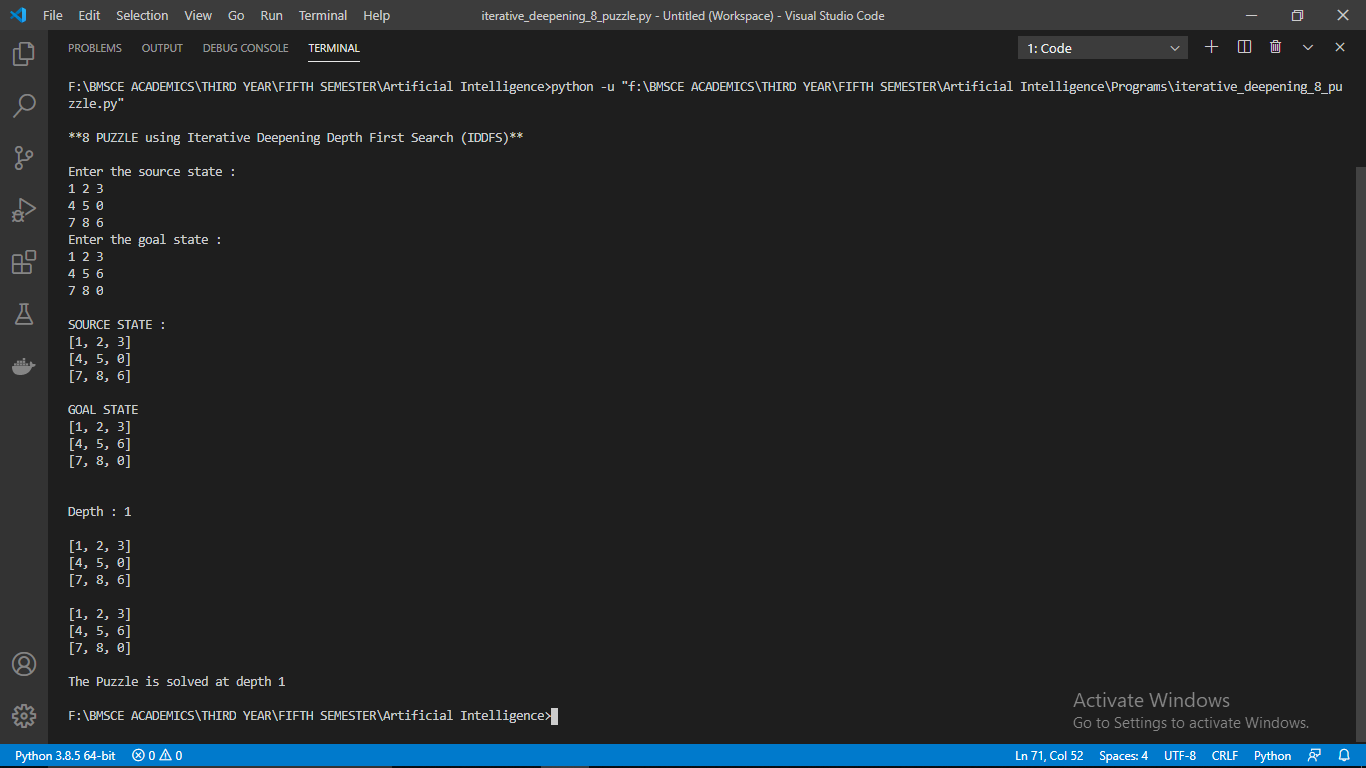 File Edit Selection View Go Run Terminal Help iterative_deepening_8_puzzle.py - Untitled (Workspace) - Visual Studio Code
PROBLEMS OUTPUT DEBUG CONSOLE TERMINAL 1: Code
F:\BMSCE ACADEMICS\THIRD YEAR\FIFTH SEMESTER\Artificial Intelligence>python -u "f:\BMSCE ACADEMICS\THIRD YEAR\FIFTH SEMESTER\Artificial Intelligence\Programs\iterative_deepening_8_pu
zzle.py"
**8 PUZZLE using Iterative Deepening Depth First Search (IDDFS)**
Enter the source state :
1 2 3
4 5 0
7 8 6
Enter the goal state :
1 2 3
4 5 6
7 8 0
SOURCE STATE :
[1, 2, 3]
[4, 5, 0]
[7, 8, 6]
GOAL STATE
[1, 2, 3]
[4, 5, 6]
[7, 8, 0]
Depth : 1
[1, 2, 3]
[4, 5, 0]
[7, 8, 6]
[1, 2, 3]
[4, 5, 6]
[7, 8, 0]
The Puzzle is solved at depth 1
F:\BMSCE ACADEMICS\THIRD YEAR\FIFTH SEMESTER\Artificial Intelligence>
Activate Windows
Go to Settings to activate Windows.
Python 3.8.5 64-bit 0 0 Ln 71, Col 52 Spaces: 4 UTF-8 CRLF Python